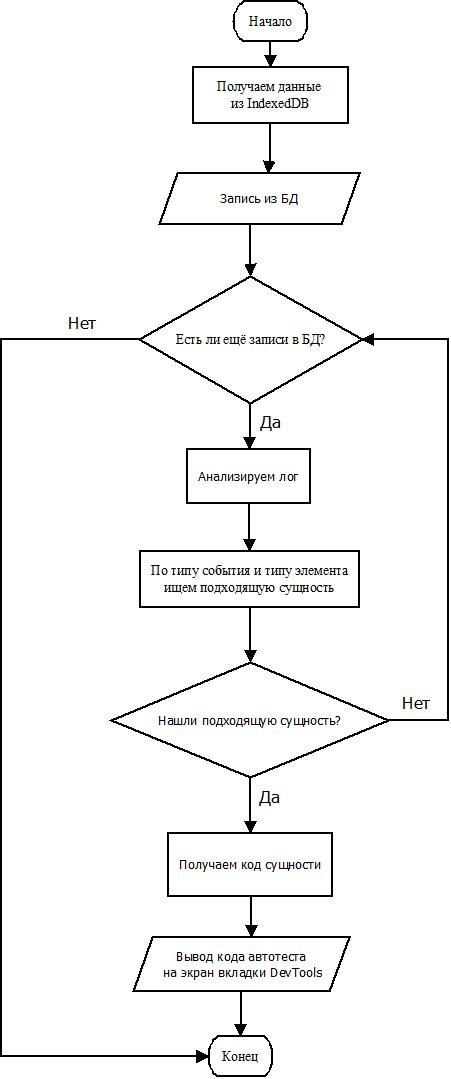 Начало
Получаем данные
из IndexedDB
Запись из БД
Нет
Есть ли ещё записи в БД?
Да
Анализируем лог
По типу события и типу элемента
ищем подходящую сущность
Нет
Нашли подходящую сущность?
Да
Получаем код сущности
Вывод кода автотеста
на экран вкладки DevTools
Конец